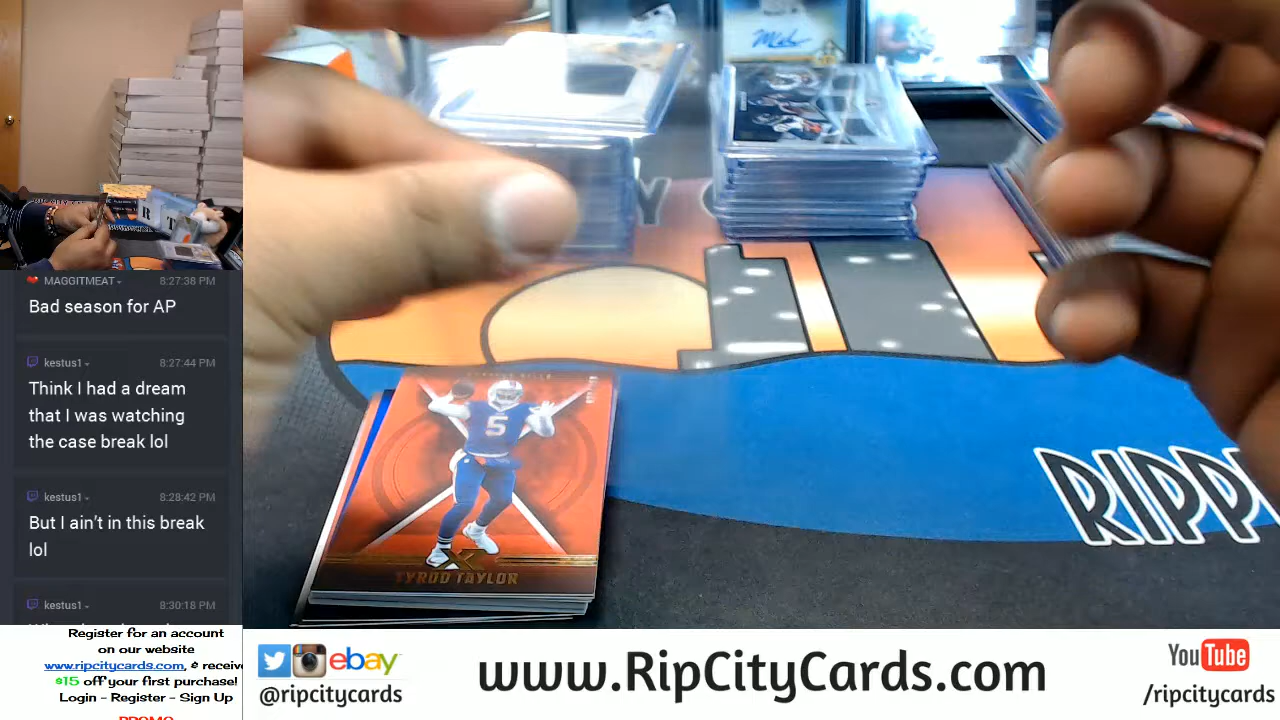 MAGGITMEAT 8:27:38 PM
Bad season for AP
kestus1 8:27:44 PM
Think I had a dream
that I was watching
the case break lol
kestus1 8:28:42 PM
But I ain't in this break
lol
kestus1 8:30:18 PM
Register for an account
on our website
www.ripcitycards.com, & receive
$15 off your first purchase!
Login - Register - Sign Up
PROMO
R T
Y
5
X
TYROD TAYLOR
RIPP
ebay
@ripcitycards
www.RipCityCards.com
YouTube
/ripcitycards